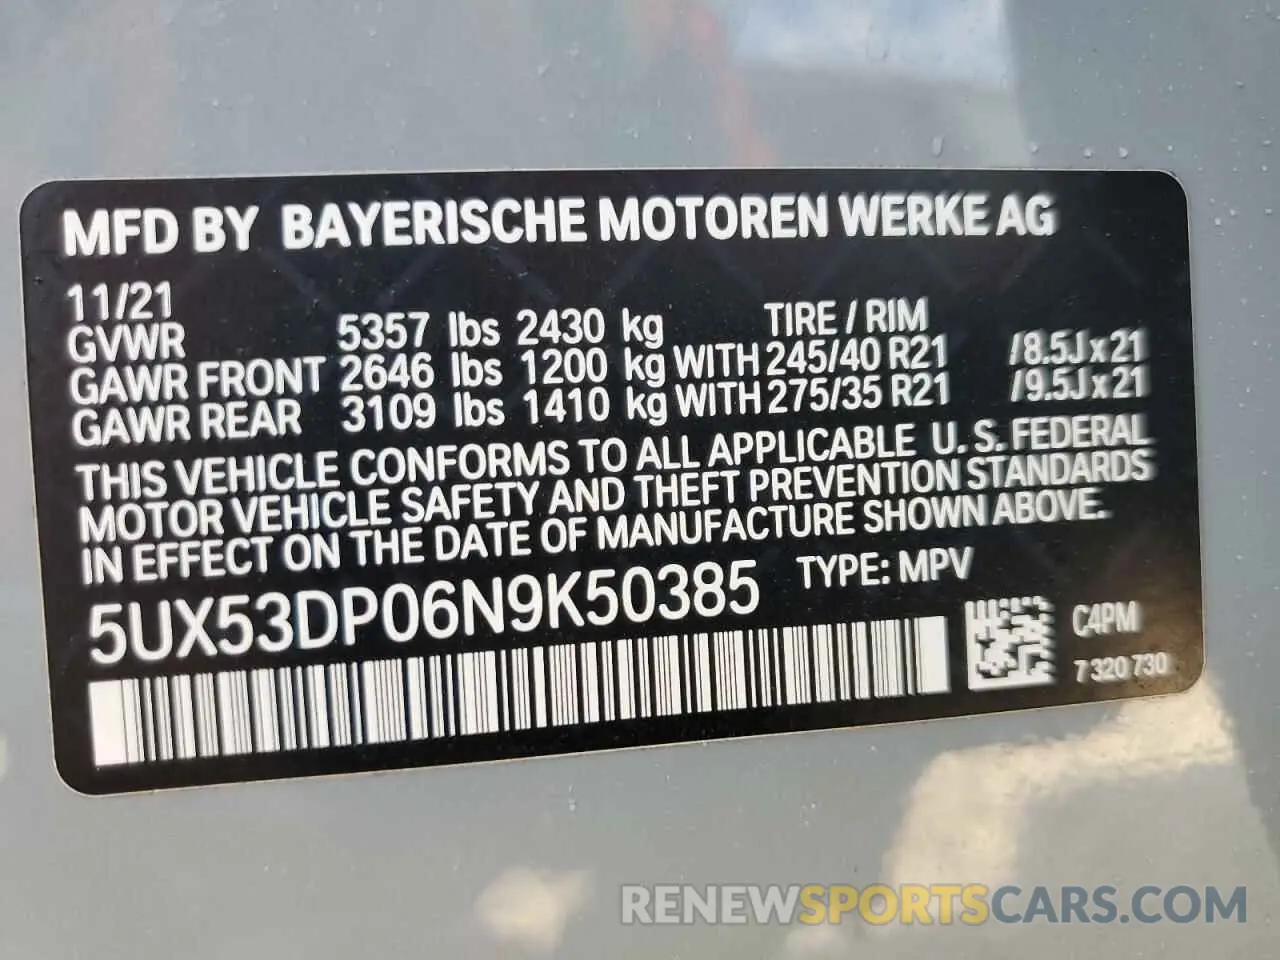 MFD BY BAYERISCHE MOTOREN WERKE AG
11/21
GVWR 5357 lbs 2430 kg TIRE / RIM
GAWR FRONT 2646 lbs 1200 kg WITH 245/40 R21 /8.5J x 21
GAWR REAR 3109 lbs 1410 kg WITH 275/35 R21 /9.5J x 21
THIS VEHICLE CONFORMS TO ALL APPLICABLE U. S. FEDERAL
MOTOR VEHICLE SAFETY AND THEFT PREVENTION STANDARDS
IN EFFECT ON THE DATE OF MANUFACTURE SHOWN ABOVE.
5UX53DP06N9K50385 TYPE: MPV
C4PM
7 320 730
RENEWSPORTSCARS.COM